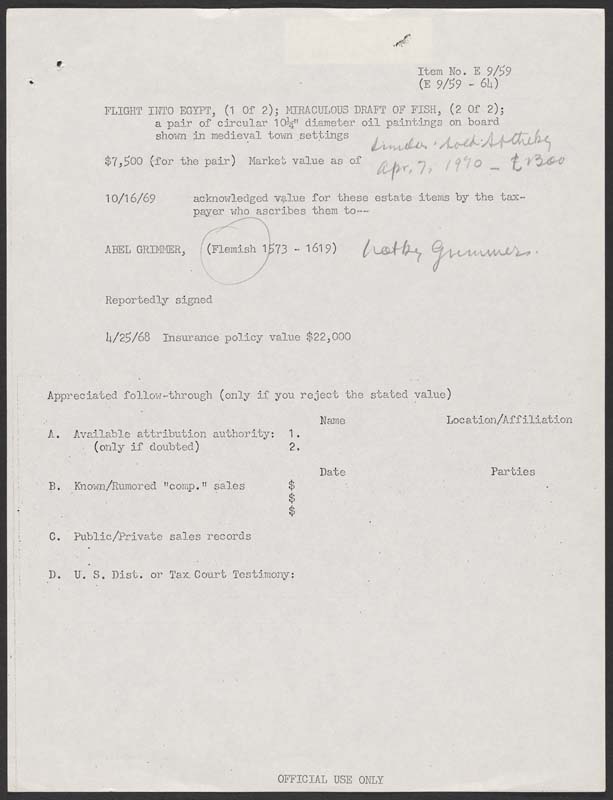 Item No. E 9/59
(E 9/59 - 64)
FLIGHT INTO EGYPT, (1 Of 2); MIRACULOUS DRAFT OF FISH, (2 Of 2);
a pair of circular 10¼" diameter oil paintings on board
shown in medieval town settings
similar sold Sotheby
$7,500 (for the pair) Market value as of
Apr. 7, 1970 - £1300
10/16/69 acknowledged value for these estate items by the tax-
payer who ascribes them to--
ABEL GRIMMER, (Flemish 1573 - 1619) Not by Grimmers.
Reportedly signed
4/25/68 Insurance policy value $22,000
Appreciated follow-through (only if you reject the stated value)
Name Location/Affiliation
A. Available attribution authority: 1.
(only if doubted) 2.
Date Parties
B. Known/Rumored "comp." sales $
$
$
C. Public/Private sales records
D. U. S. Dist. or Tax Court Testimony:
OFFICIAL USE ONLY